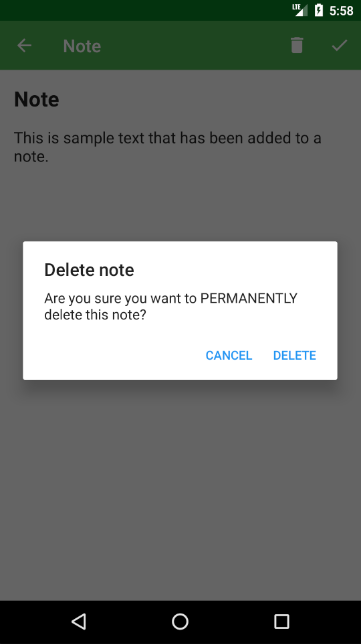 LTE 5:58
Note
Note
This is sample text that has been added to a
note.
Delete note
Are you sure you want to PERMANENTLY
delete this note?
CANCEL DELETE